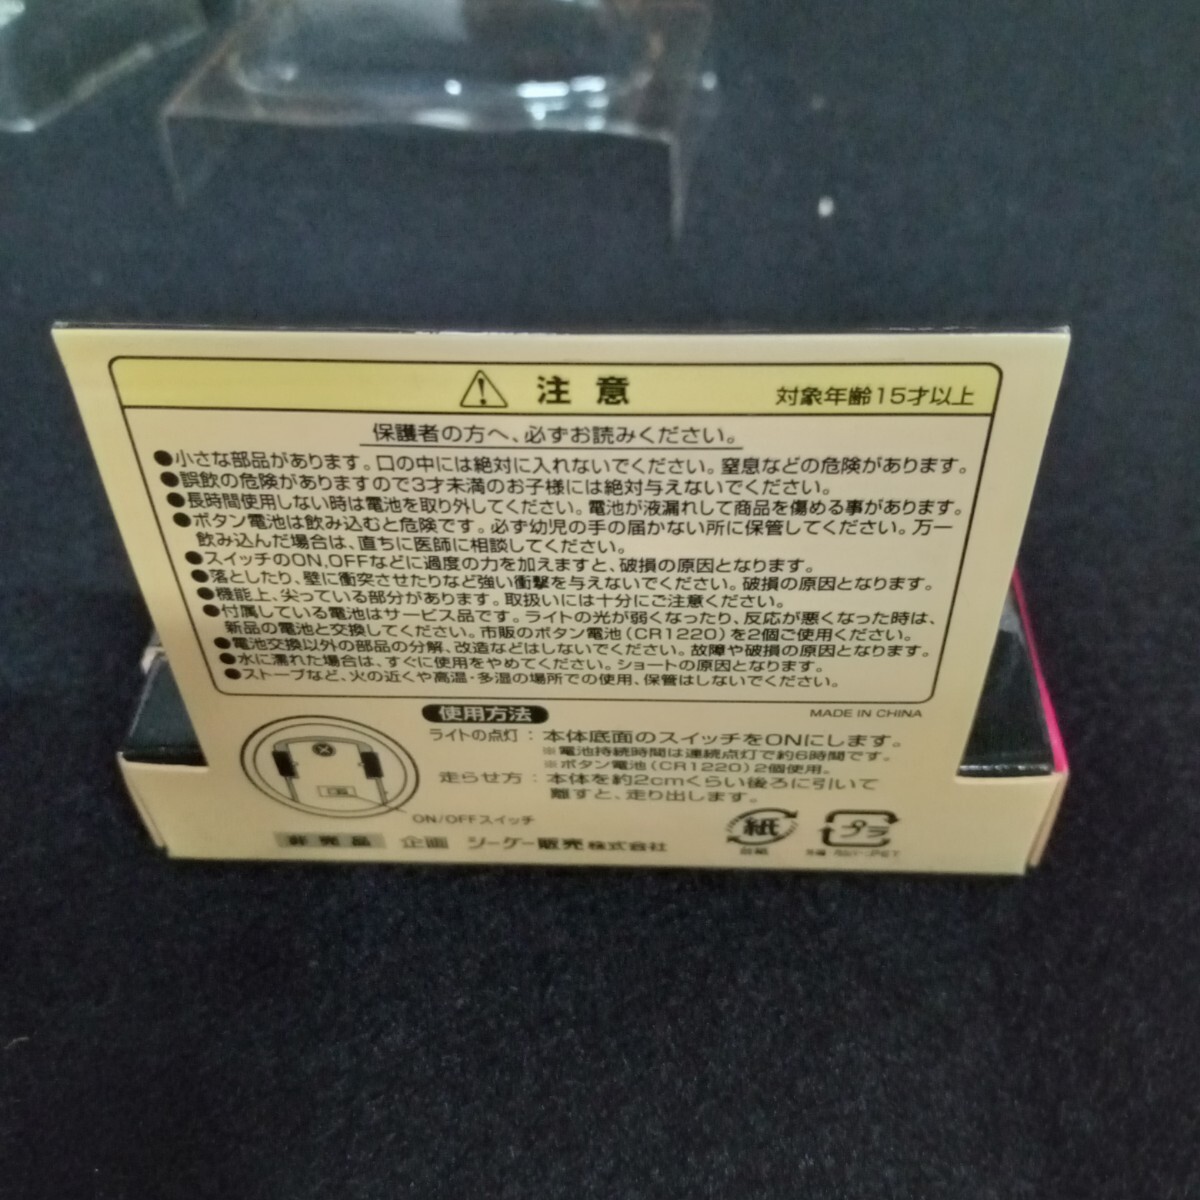 注意
対象年齢15才以上
保護者の方へ、必ずお読みください。
●小さな部品があります。口の中には絶対に入れないでください。窒息などの危険があります。
●誤飲の危険がありますので3才未満のお子様には絶対与えないでください。
●長時間使用しない時は電池を取り外してください。電池が液漏れして商品を傷める事があります。
●ボタン電池は飲み込むと危険です。必ず幼児の手の届かない所に保管してください。万一
飲み込んだ場合は、直ちに医師に相談してください。
●スイッチのON,OFFなどに過度の力を加えますと、破損の原因となります。
●落としたり、壁に衝突させたりなど強い衝撃を与えないでください。破損の原因となります。
●機能上、尖っている部分があります。取扱いには十分にご注意ください。
●付属している電池はサービス品です。ライトの光が弱くなったり、反応が悪くなった時は、
新品の電池と交換してください。市販のボタン電池(CR1220)を2個ご使用ください。
●電池交換以外の部品の分解、改造などはしないでください。故障や破損の原因となります。
●水に濡れた場合は、すぐに使用をやめてください。ショートの原因となります。
●ストーブなど、火の近くや高温・多湿の場所での使用、保管はしないでください。
MADE IN CHINA
使用方法
ライトの点灯：本体底面のスイッチをONにします。
※電池持続時間は連続点灯で約6時間です。
※ボタン電池(CR1220)2個使用。
走らせ方：本体を約2cmくらい後ろに引いて
離すと、走り出します。
ON/OFFスイッチ
非売品 企画 シーケー販売株式会社
紙
プラ
台紙